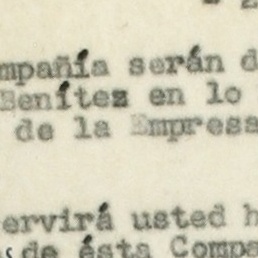 mpañía serán d
Benítez en lo
de la Empresa
ervirá usted h
s de ésta Compa